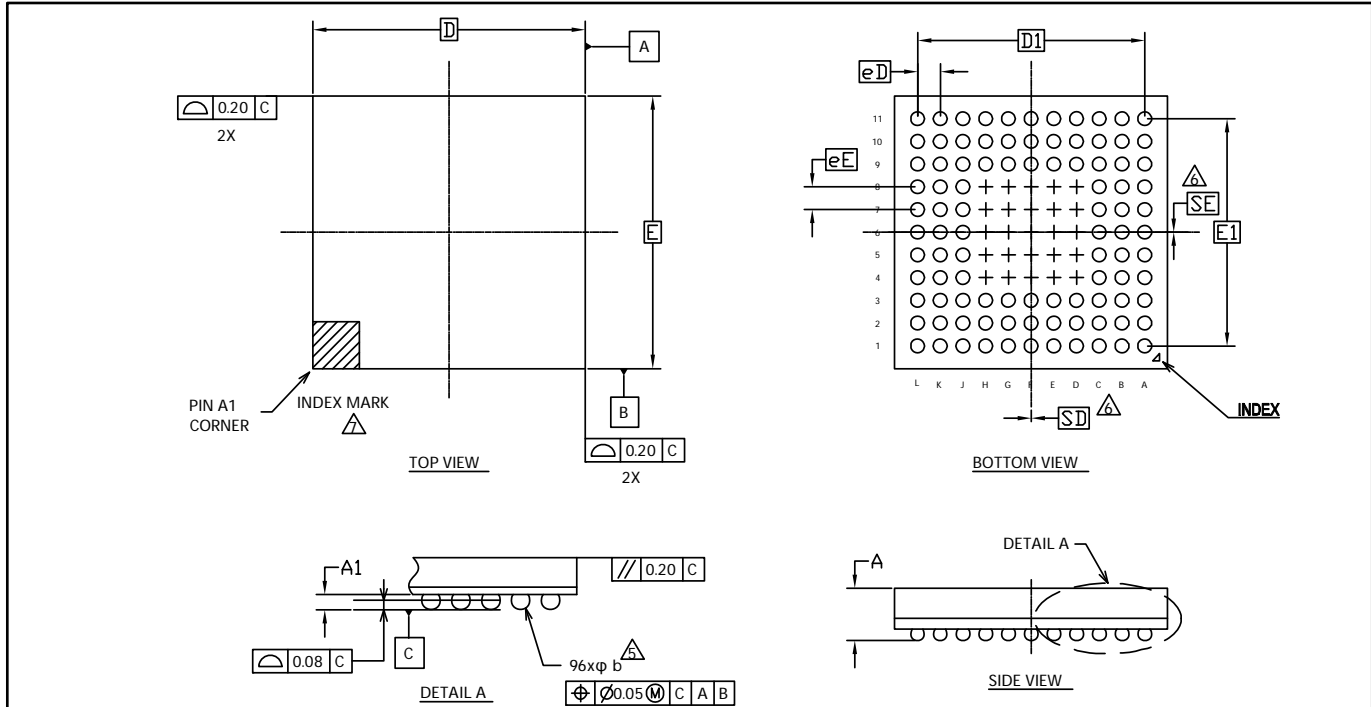 D
A
⌓ 0.20 C
2X
E
PIN A1
CORNER
INDEX MARK
7
B
⌓ 0.20 C
2X
TOP VIEW
D1
eD
eE
11
10
9
8
7
6
5
4
3
2
1
6
SE
E1
L K J H G F E D C B A
6
SD
INDEX
BOTTOM VIEW
A1
// 0.20 C
⌓ 0.08 C
C
5
96xφ b
⌖ Ø0.05 Ⓜ C A B
DETAIL A
DETAIL A
A
SIDE VIEW